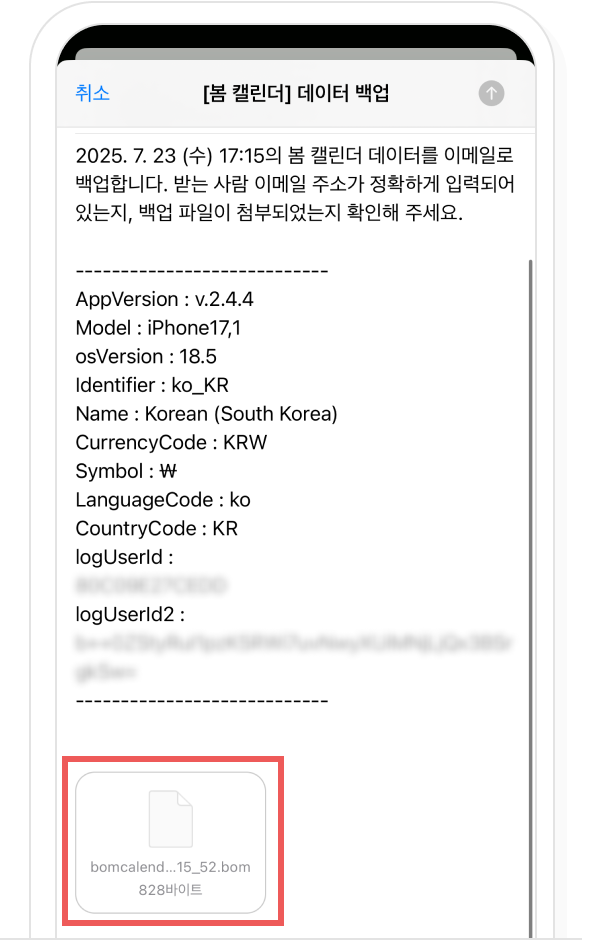 취소
[봄 캘린더] 데이터 백업
2025. 7. 23 (수) 17:15의 봄 캘린더 데이터를 이메일로
백업합니다. 받는 사람 이메일 주소가 정확하게 입력되어
있는지, 백업 파일이 첨부되었는지 확인해 주세요.
----------------------------
AppVersion : v.2.4.4
Model : iPhone17,1
osVersion : 18.5
Identifier : ko_KR
Name : Korean (South Korea)
CurrencyCode : KRW
Symbol : ₩
LanguageCode : ko
CountryCode : KR
logUserId :
logUserId2 :
----------------------------
bomcalend...15_52.bom
828바이트